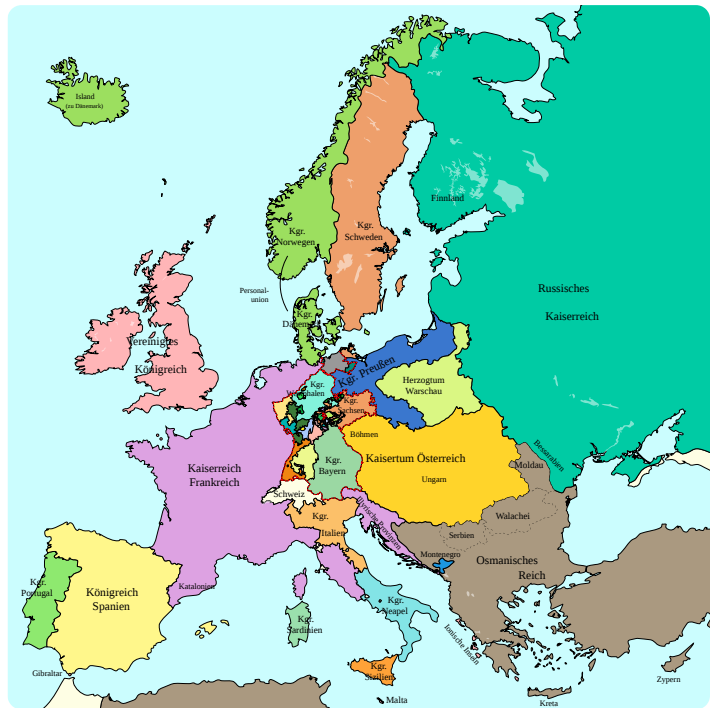 Island
(zu Dänemark)
Finnland
Kgr.
Norwegen
Kgr.
Schweden
Russisches
Kaiserreich
Personal-
union
Kgr.
Dänemark
Vereinigtes
Königreich
Kgr. Preußen
Herzogtum
Warschau
Kgr.
Westphalen
Kgr.
Sachsen
Böhmen
Kaisertum Österreich
Ungarn
Bessarabien
Moldau
Kaiserreich
Frankreich
Kgr.
Bayern
Schweiz
Illyrische Provinzen
Kgr.
Italien
Walachei
Serbien
Montenegro
Osmanisches
Reich
Kgr.
Portugal
Königreich
Spanien
Katalonien
Kgr.
Sardinien
Kgr.
Neapel
Ionische Inseln
Kgr.
Sizilien
Gibraltar
Malta
Kreta
Zypern